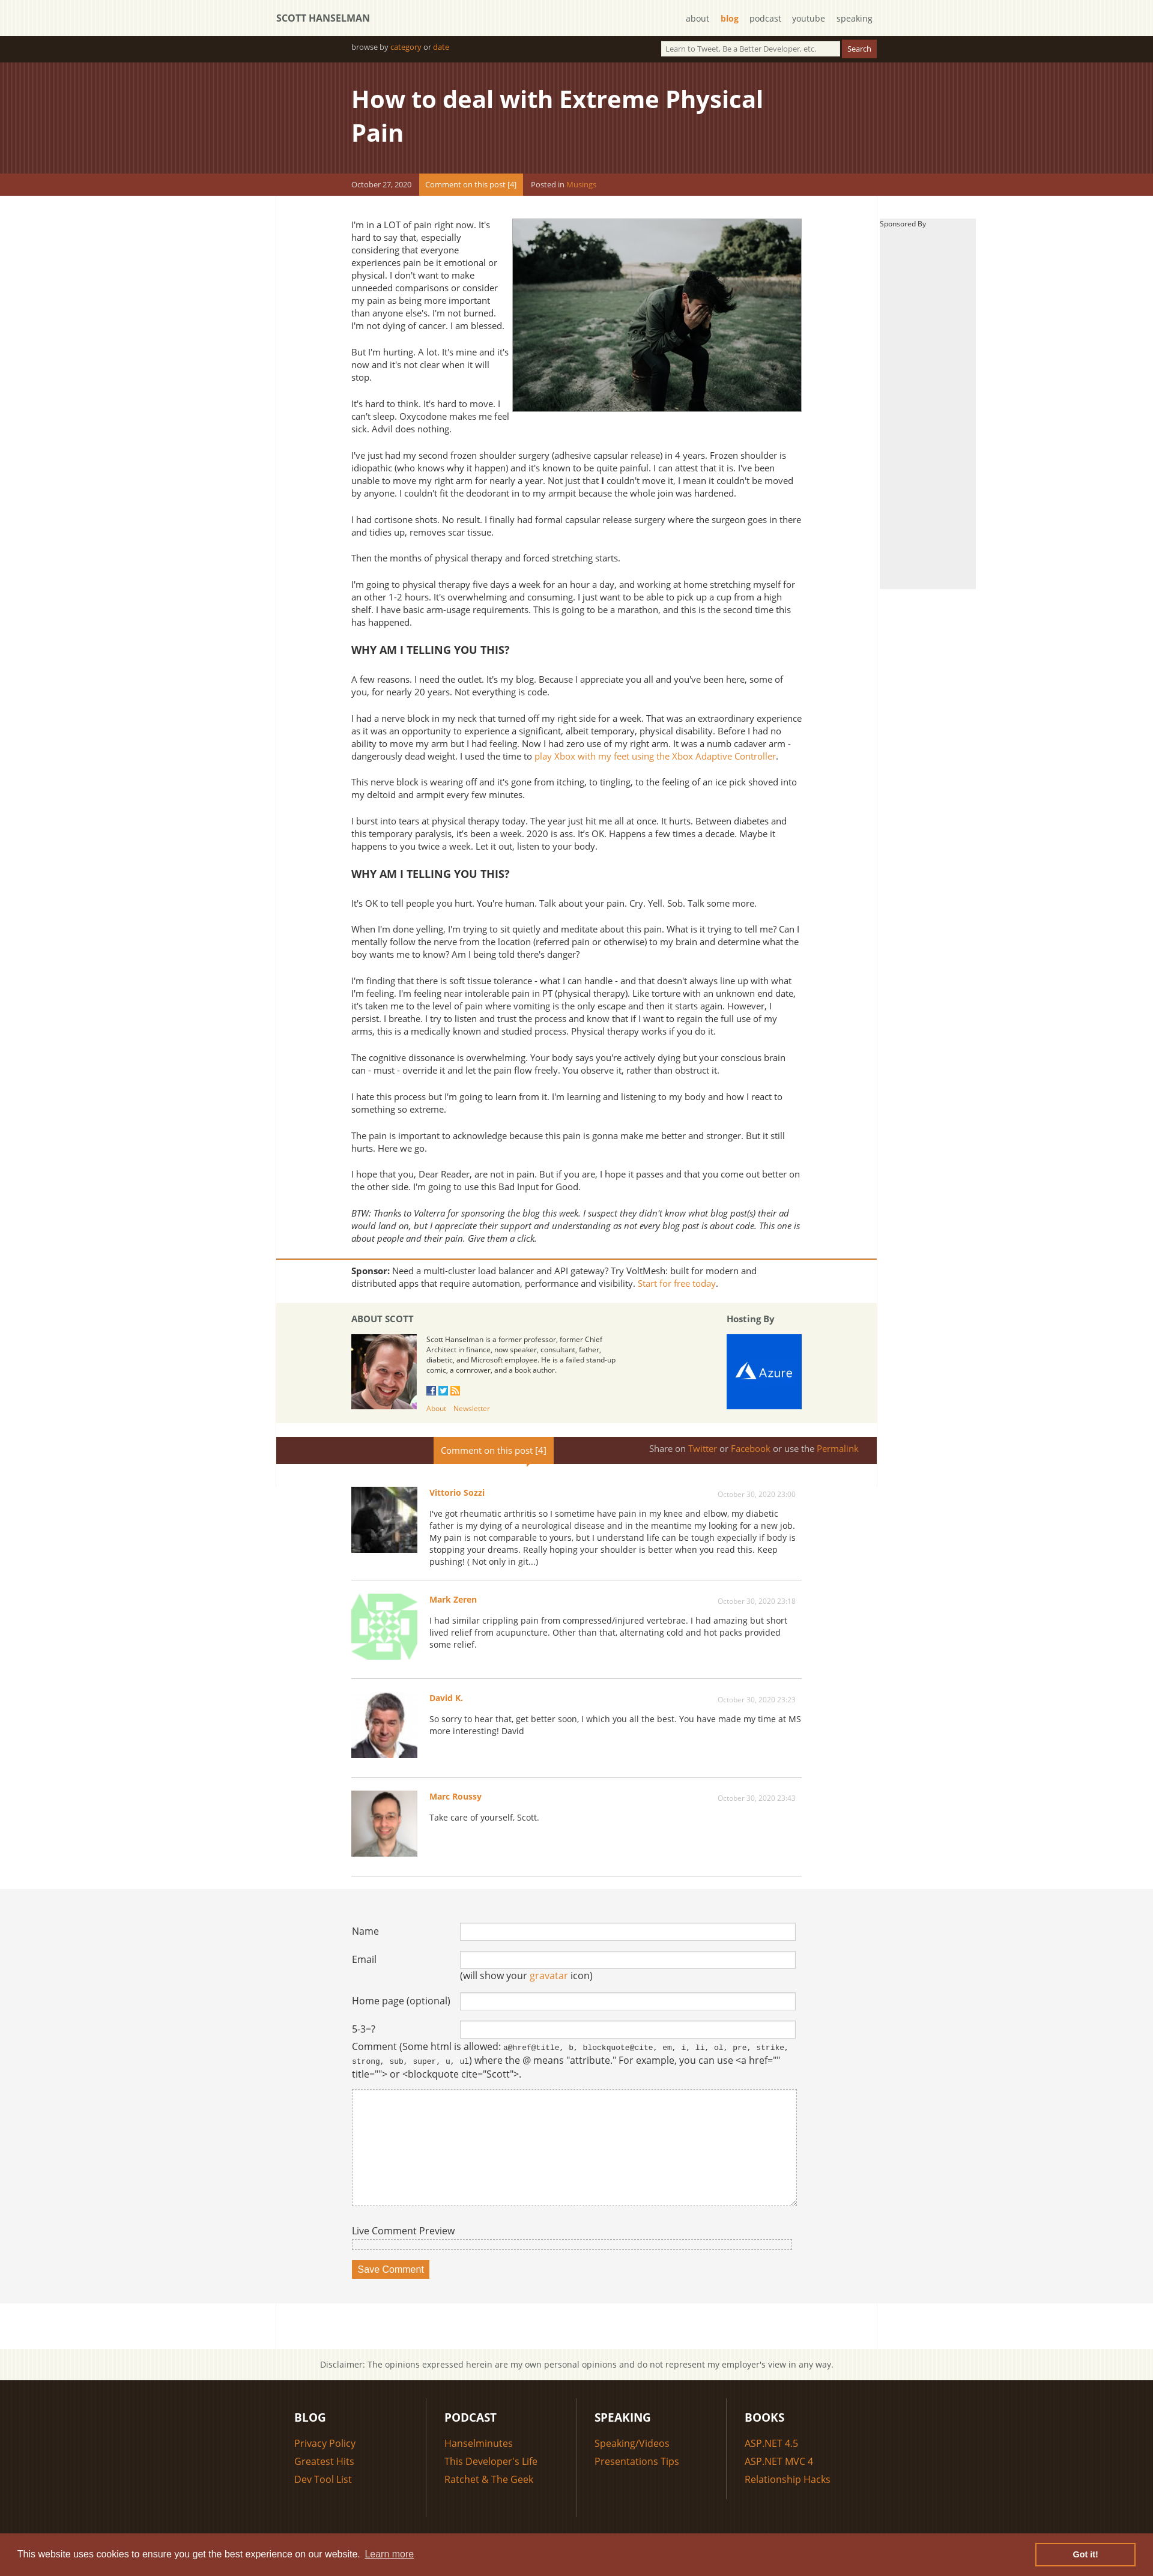 SCOTT HANSELMAN
about blog podcast youtube speaking
browse by category or date
Learn to Tweet, Be a Better Developer, etc. Search
How to deal with Extreme Physical
Pain
October 27, 2020 Comment on this post [4] Posted in Musings
Sponsored By
I'm in a LOT of pain right now. It's
hard to say that, especially
considering that everyone
experiences pain be it emotional or
physical. I don't want to make
unneeded comparisons or consider
my pain as being more important
than anyone else's. I'm not burned.
I'm not dying of cancer. I am blessed.
But I'm hurting. A lot. It's mine and it's
now and it's not clear when it will
stop.
It's hard to think. It's hard to move. I
can't sleep. Oxycodone makes me feel
sick. Advil does nothing.
I've just had my second frozen shoulder surgery (adhesive capsular release) in 4 years. Frozen shoulder is
idiopathic (who knows why it happen) and it's known to be quite painful. I can attest that it is. I've been
unable to move my right arm for nearly a year. Not just that I couldn't move it, I mean it couldn't be moved
by anyone. I couldn't fit the deodorant in to my armpit because the whole join was hardened.
I had cortisone shots. No result. I finally had formal capsular release surgery where the surgeon goes in there
and tidies up, removes scar tissue.
Then the months of physical therapy and forced stretching starts.
I'm going to physical therapy five days a week for an hour a day, and working at home stretching myself for
an other 1-2 hours. It's overwhelming and consuming. I just want to be able to pick up a cup from a high
shelf. I have basic arm-usage requirements. This is going to be a marathon, and this is the second time this
has happened.
WHY AM I TELLING YOU THIS?
A few reasons. I need the outlet. It's my blog. Because I appreciate you all and you've been here, some of
you, for nearly 20 years. Not everything is code.
I had a nerve block in my neck that turned off my right side for a week. That was an extraordinary experience
as it was an opportunity to experience a significant, albeit temporary, physical disability. Before I had no
ability to move my arm but I had feeling. Now I had zero use of my right arm. It was a numb cadaver arm -
dangerously dead weight. I used the time to play Xbox with my feet using the Xbox Adaptive Controller.
This nerve block is wearing off and it's gone from itching, to tingling, to the feeling of an ice pick shoved into
my deltoid and armpit every few minutes.
I burst into tears at physical therapy today. The year just hit me all at once. It hurts. Between diabetes and
this temporary paralysis, it's been a week. 2020 is ass. It's OK. Happens a few times a decade. Maybe it
happens to you twice a week. Let it out, listen to your body.
WHY AM I TELLING YOU THIS?
It's OK to tell people you hurt. You're human. Talk about your pain. Cry. Yell. Sob. Talk some more.
When I'm done yelling, I'm trying to sit quietly and meditate about this pain. What is it trying to tell me? Can I
mentally follow the nerve from the location (referred pain or otherwise) to my brain and determine what the
boy wants me to know? Am I being told there's danger?
I'm finding that there is soft tissue tolerance - what I can handle - and that doesn't always line up with what
I'm feeling. I'm feeling near intolerable pain in PT (physical therapy). Like torture with an unknown end date,
it's taken me to the level of pain where vomiting is the only escape and then it starts again. However, I
persist. I breathe. I try to listen and trust the process and know that if I want to regain the full use of my
arms, this is a medically known and studied process. Physical therapy works if you do it.
The cognitive dissonance is overwhelming. Your body says you're actively dying but your conscious brain
can - must - override it and let the pain flow freely. You observe it, rather than obstruct it.
I hate this process but I'm going to learn from it. I'm learning and listening to my body and how I react to
something so extreme.
The pain is important to acknowledge because this pain is gonna make me better and stronger. But it still
hurts. Here we go.
I hope that you, Dear Reader, are not in pain. But if you are, I hope it passes and that you come out better on
the other side. I'm going to use this Bad Input for Good.
BTW: Thanks to Volterra for sponsoring the blog this week. I suspect they didn't know what blog post(s) their ad
would land on, but I appreciate their support and understanding as not every blog post is about code. This one is
about people and their pain. Give them a click.
Sponsor: Need a multi-cluster load balancer and API gateway? Try VoltMesh: built for modern and
distributed apps that require automation, performance and visibility. Start for free today.
ABOUT SCOTT
Scott Hanselman is a former professor, former Chief
Architect in finance, now speaker, consultant, father,
diabetic, and Microsoft employee. He is a failed stand-up
comic, a cornrower, and a book author.
About Newsletter
Hosting By
Azure
Comment on this post [4] Share on Twitter or Facebook or use the Permalink
Vittorio Sozzi October 30, 2020 23:00
I've got rheumatic arthritis so I sometime have pain in my knee and elbow, my diabetic
father is my dying of a neurological disease and in the meantime my looking for a new job.
My pain is not comparable to yours, but I understand life can be tough expecially if body is
stopping your dreams. Really hoping your shoulder is better when you read this. Keep
pushing! ( Not only in git...)
Mark Zeren October 30, 2020 23:18
I had similar crippling pain from compressed/injured vertebrae. I had amazing but short
lived relief from acupuncture. Other than that, alternating cold and hot packs provided
some relief.
David K. October 30, 2020 23:23
So sorry to hear that, get better soon, I which you all the best. You have made my time at MS
more interesting! David
Marc Roussy October 30, 2020 23:43
Take care of yourself, Scott.
Name
Email
(will show your gravatar icon)
Home page (optional)
5-3=?
Comment (Some html is allowed: a@href@title, b, blockquote@cite, em, i, li, ol, pre, strike,
strong, sub, super, u, ul) where the @ means "attribute." For example, you can use <a href=""
title=""> or <blockquote cite="Scott">.
Live Comment Preview
Save Comment
Disclaimer: The opinions expressed herein are my own personal opinions and do not represent my employer's view in any way.
BLOG
Privacy Policy
Greatest Hits
Dev Tool List
PODCAST
Hanselminutes
This Developer's Life
Ratchet & The Geek
SPEAKING
Speaking/Videos
Presentations Tips
BOOKS
ASP.NET 4.5
ASP.NET MVC 4
Relationship Hacks
This website uses cookies to ensure you get the best experience on our website. Learn more Got it!